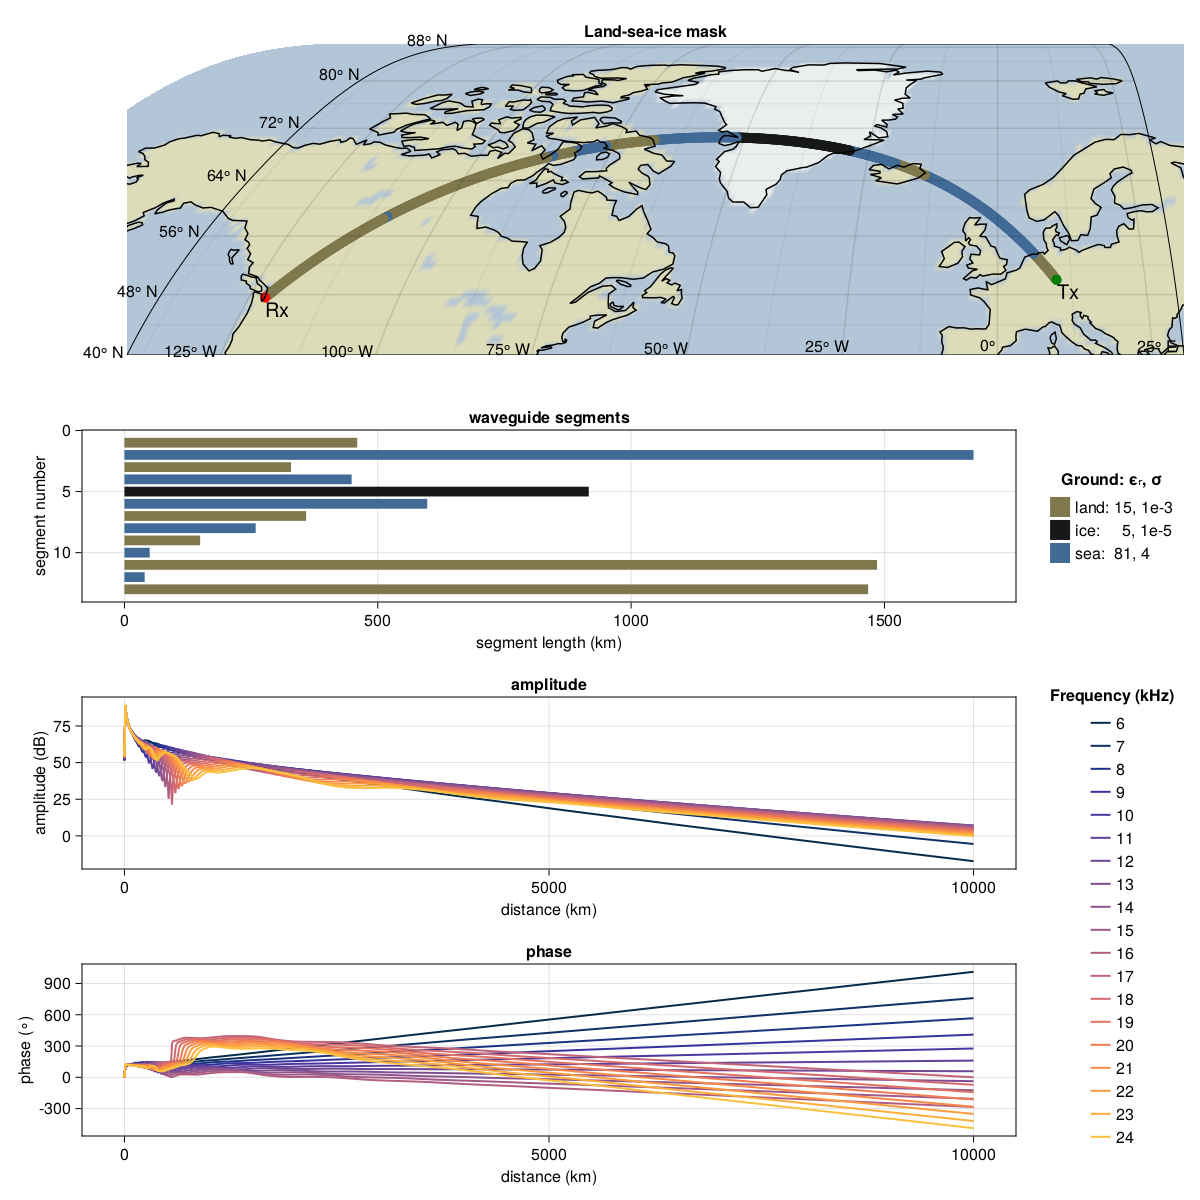 Land-sea-ice mask
88° N
80° N
72° N
64° N
56° N
48° N
40° N
125° W
100° W
75° W
50° W
25° W
0°
25° E
Rx
Tx
waveguide segments
segment number
0
5
10
0
500
1000
1500
segment length (km)
Ground: ϵᵣ, σ
land: 15, 1e-3
ice: 5, 1e-5
sea: 81, 4
amplitude
amplitude (dB)
75
50
25
0
0
5000
10000
distance (km)
Frequency (kHz)
6
7
8
9
10
11
12
13
14
15
16
17
18
19
20
21
22
23
24
phase
phase (∘)
900
600
300
0
-300
0
5000
10000
distance (km)